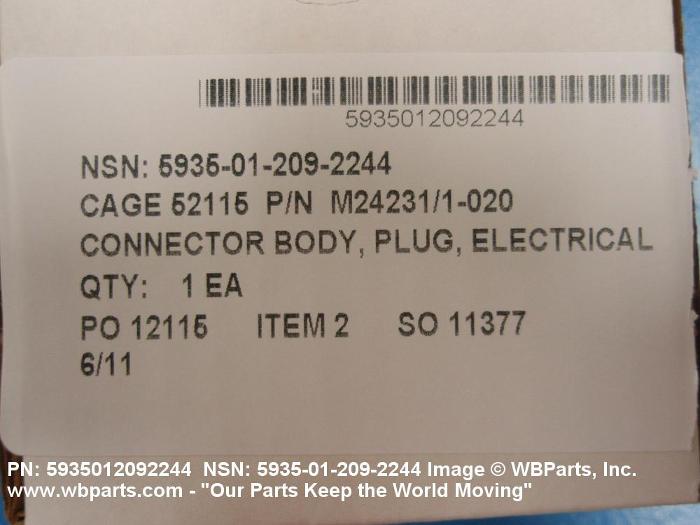 5935012092244
NSN: 5935-01-209-2244
CAGE 52115 P/N M24231/1-020
CONNECTOR BODY, PLUG, ELECTRICAL
QTY: 1 EA
PO 12115 ITEM 2 SO 11377
6/11
PN: 5935012092244 NSN: 5935-01-209-2244 Image © WBParts, Inc.
www.wbparts.com - "Our Parts Keep the World Moving"